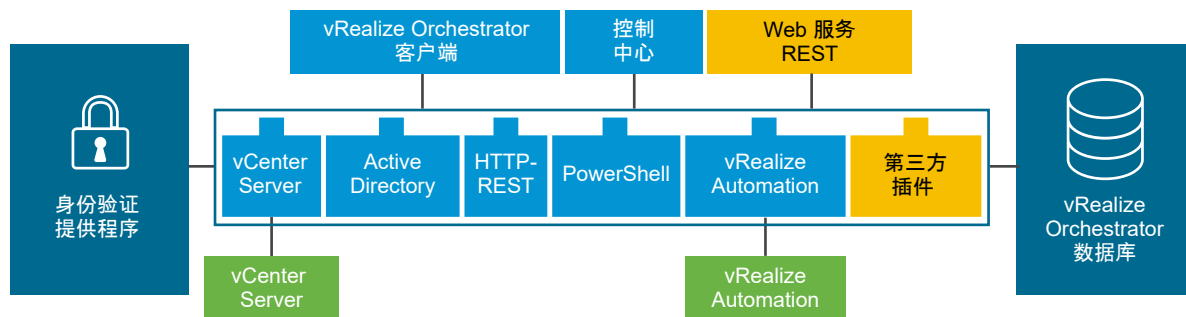 vRealize Orchestrator
客户端
控制
中心
Web 服务
REST
身份验证
提供程序
vCenter
Server
Active
Directory
HTTP-
REST
PowerShell
vRealize
Automation
第三方
插件
vRealize
Orchestrator
数据库
vCenter
Server
vRealize
Automation